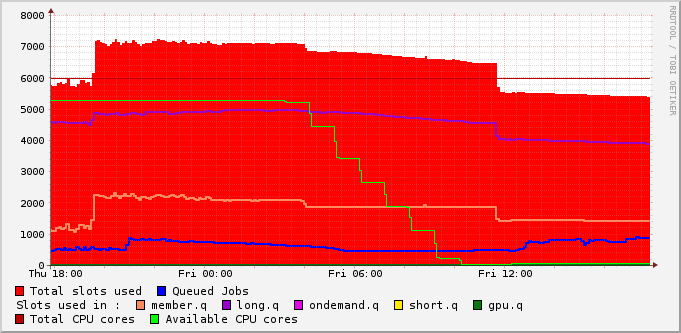 8000
7000
6000
5000
4000
3000
2000
1000
0
Thu 18:00 Fri 00:00 Fri 06:00 Fri 12:00
RRDTOOL / TOBI OETIKER
Total slots used Queued Jobs
Slots used in : member.q long.q ondemand.q short.q gpu.q
Total CPU cores Available CPU cores